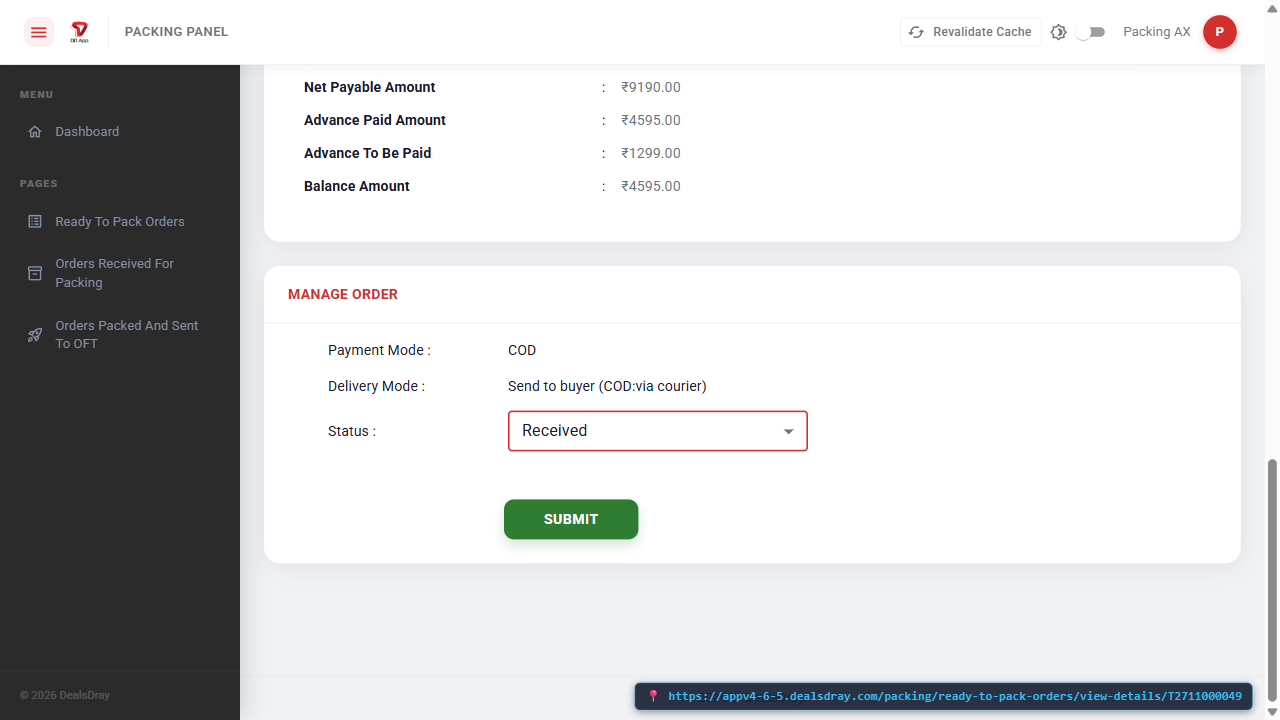 DD App
PACKING PANEL
Revalidate Cache
Packing AX
P
MENU
Dashboard
PAGES
Ready To Pack Orders
Orders Received For
Packing
Orders Packed And Sent
To OFT
© 2026 DealsDray
Net Payable Amount : ₹9190.00
Advance Paid Amount : ₹4595.00
Advance To Be Paid : ₹1299.00
Balance Amount : ₹4595.00
MANAGE ORDER
Payment Mode : COD
Delivery Mode : Send to buyer (COD:via courier)
Status : Received
SUBMIT
https://appv4-6-5.dealsdray.com/packing/ready-to-pack-orders/view-details/T2711000049